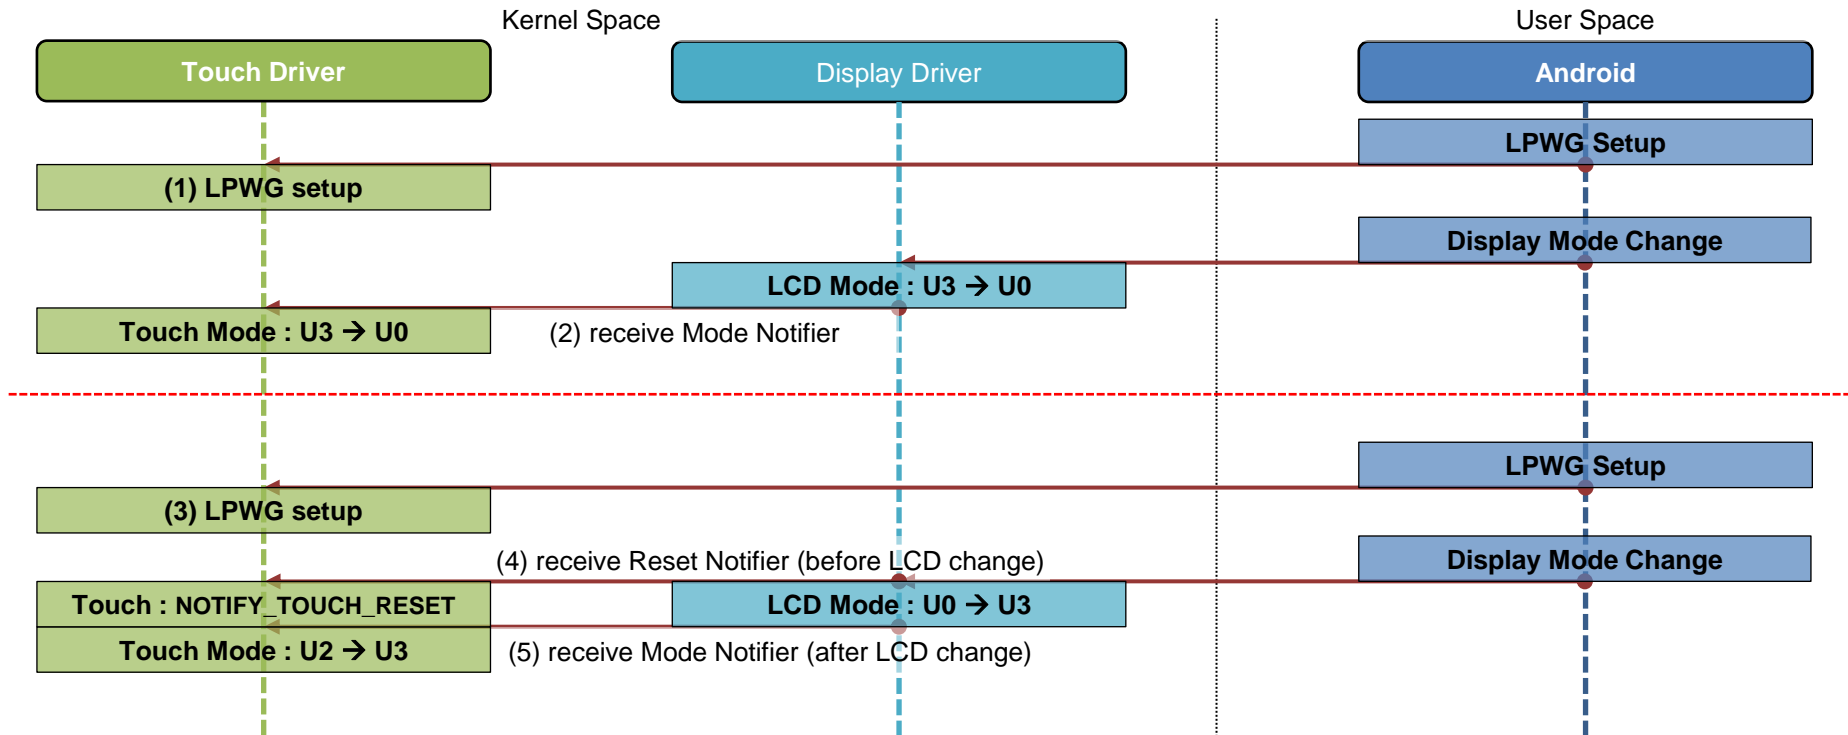 Kernel Space
User Space
Touch Driver
Display Driver
Android
LPWG Setup
(1) LPWG setup
Display Mode Change
LCD Mode : U3 → U0
Touch Mode : U3 → U0
(2) receive Mode Notifier
LPWG Setup
(3) LPWG setup
(4) receive Reset Notifier (before LCD change)
Display Mode Change
Touch : NOTIFY_TOUCH_RESET
LCD Mode : U0 → U3
Touch Mode : U2 → U3
(5) receive Mode Notifier (after LCD change)